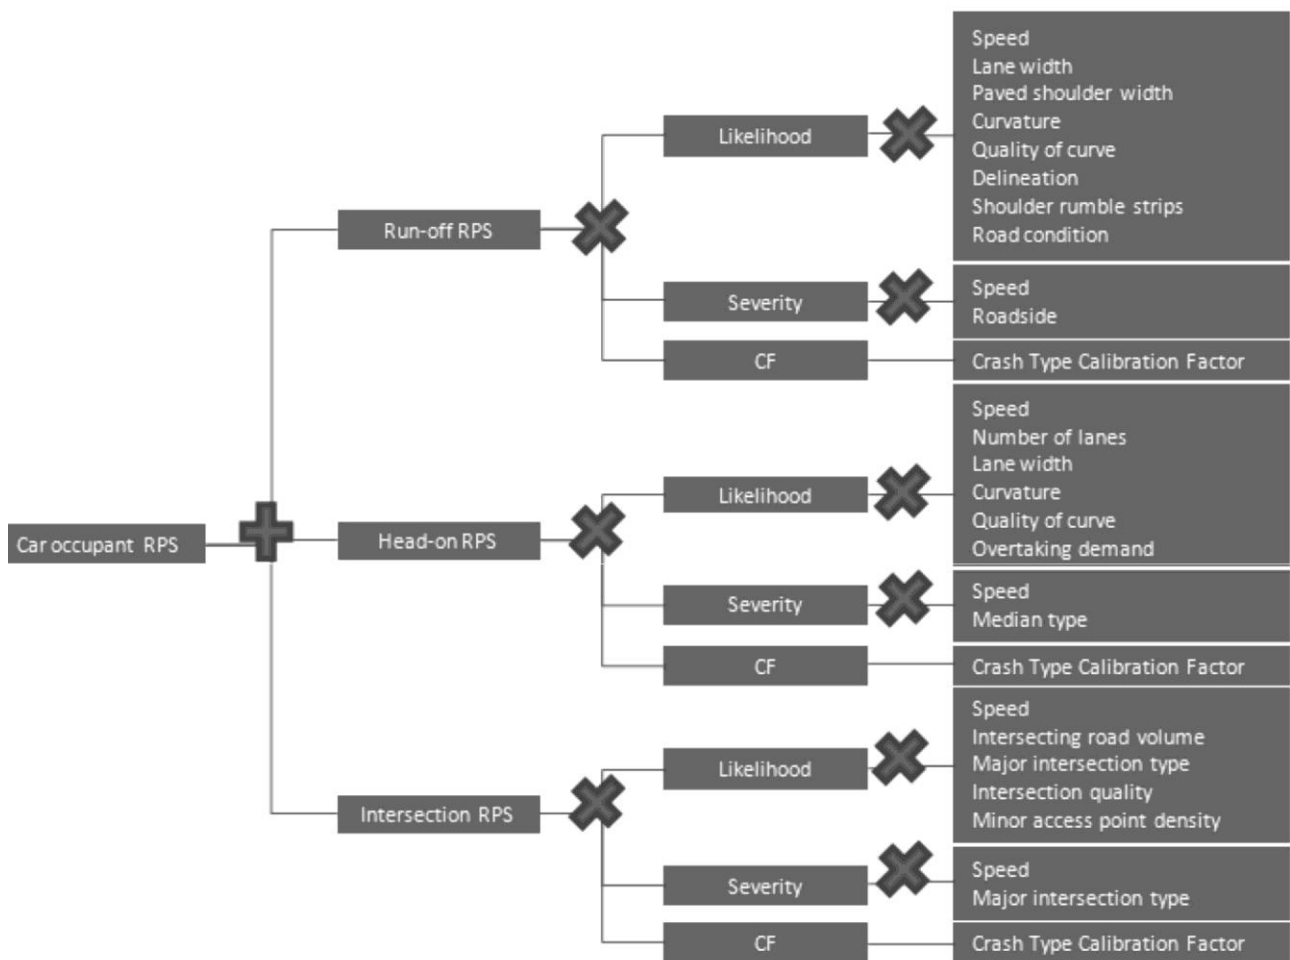 Car occupant RPS
Run-off RPS
Likelihood
Speed
Lane width
Paved shoulder width
Curvature
Quality of curve
Delineation
Shoulder rumble strips
Road condition
Severity
Speed
Roadside
CF
Crash Type Calibration Factor
Head-on RPS
Likelihood
Speed
Number of lanes
Lane width
Curvature
Quality of curve
Overtaking demand
Severity
Speed
Median type
CF
Crash Type Calibration Factor
Intersection RPS
Likelihood
Speed
Intersecting road volume
Major intersection type
Intersection quality
Minor access point density
Severity
Speed
Major intersection type
CF
Crash Type Calibration Factor